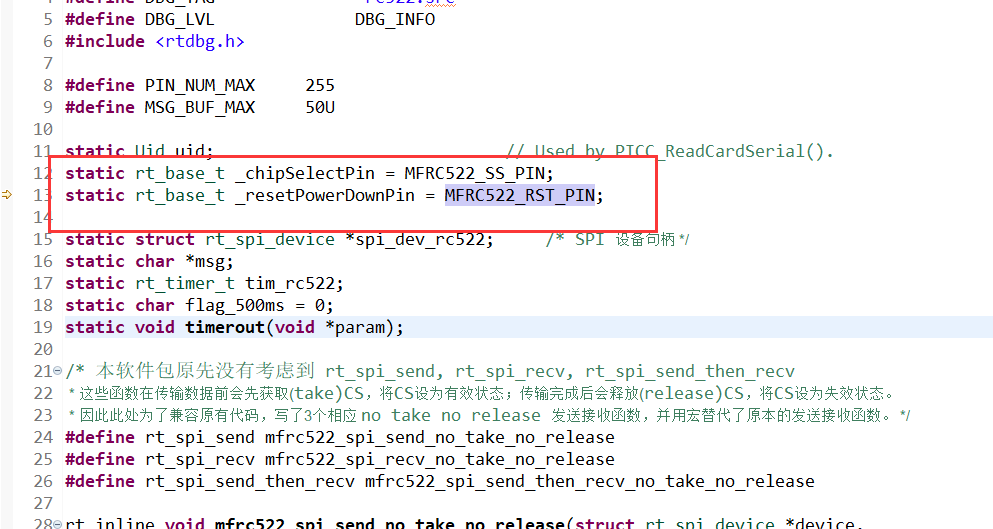 5 #define DBG_LVL DBG_INFO
6 #include <rtdbg.h>
7
8 #define PIN_NUM_MAX 255
9 #define MSG_BUF_MAX 50U
10
11 static Uid uid; // Used by PICC_ReadCardSerial().
12 static rt_base_t _chipSelectPin = MFRC522_SS_PIN;
13 static rt_base_t _resetPowerDownPin = MFRC522_RST_PIN;
14
15 static struct rt_spi_device *spi_dev_rc522; /* SPI 设备句柄 */
16 static char *msg;
17 static rt_timer_t tim_rc522;
18 static char flag_500ms = 0;
19 static void timerout(void *param);
20
21 /* 本软件包原先没有考虑到 rt_spi_send, rt_spi_recv, rt_spi_send_then_recv
22 * 这些函数在传输数据前会先获取(take)CS，将CS设为有效状态；传输完成后会释放(release)CS，将CS设为失效状态。
23 * 因此此处为了兼容原有代码，写了3个相应 no take no release 发送接收函数，并用宏替代了原本的发送接收函数。 */
24 #define rt_spi_send mfrc522_spi_send_no_take_no_release
25 #define rt_spi_recv mfrc522_spi_recv_no_take_no_release
26 #define rt_spi_send_then_recv mfrc522_spi_send_then_recv_no_take_no_release
27
28 rt_inline void mfrc522_spi_send_no_take_no_release(struct rt_spi_device *device,